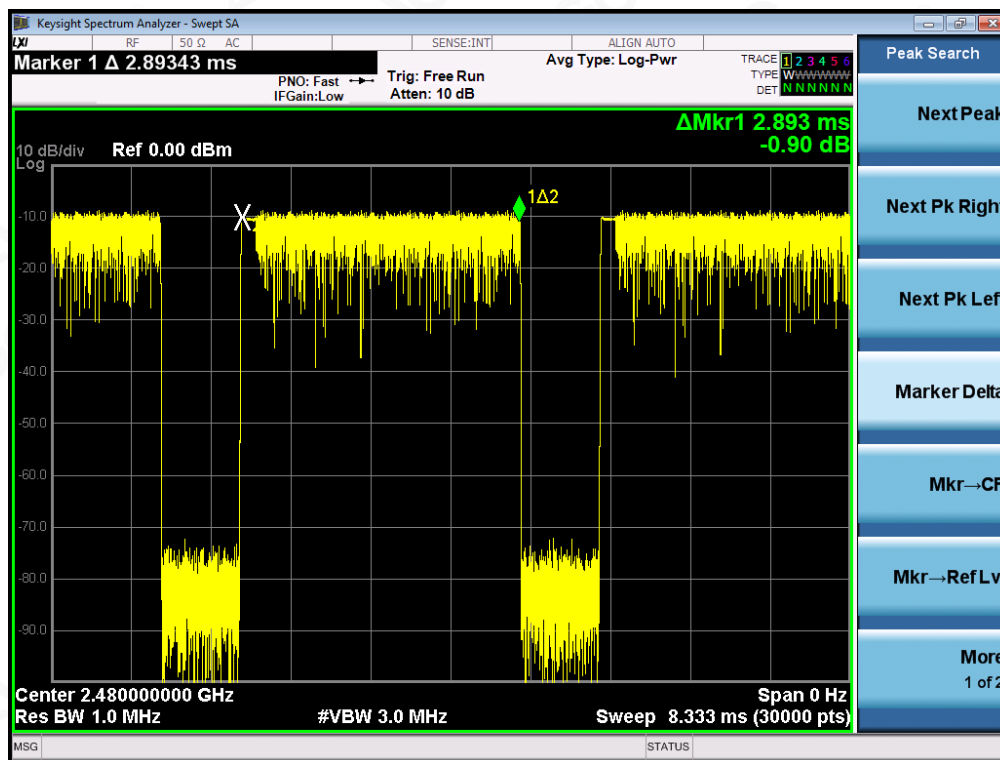 Keysight Spectrum Analyzer - Swept SA
LXI RF 50 Ω AC SENSE:INT ALIGN AUTO
Marker 1 Δ 2.89343 ms
PNO: Fast
IFGain:Low
Trig: Free Run
Atten: 10 dB
Avg Type: Log-Pwr
TRACE 1 2 3 4 5 6
TYPE WWWWWW
DET N N N N N N
ΔMkr1 2.893 ms
-0.90 dB
10 dB/div Ref 0.00 dBm
Log
1Δ2
-10.0
-20.0
-30.0
-40.0
-50.0
-60.0
-70.0
-80.0
-90.0
Center 2.480000000 GHz Span 0 Hz
Res BW 1.0 MHz #VBW 3.0 MHz Sweep 8.333 ms (30000 pts)
MSG STATUS
Peak Search
Next Peak
Next Pk Right
Next Pk Left
Marker Delta
Mkr→CF
Mkr→Ref Lv
More
1 of 2